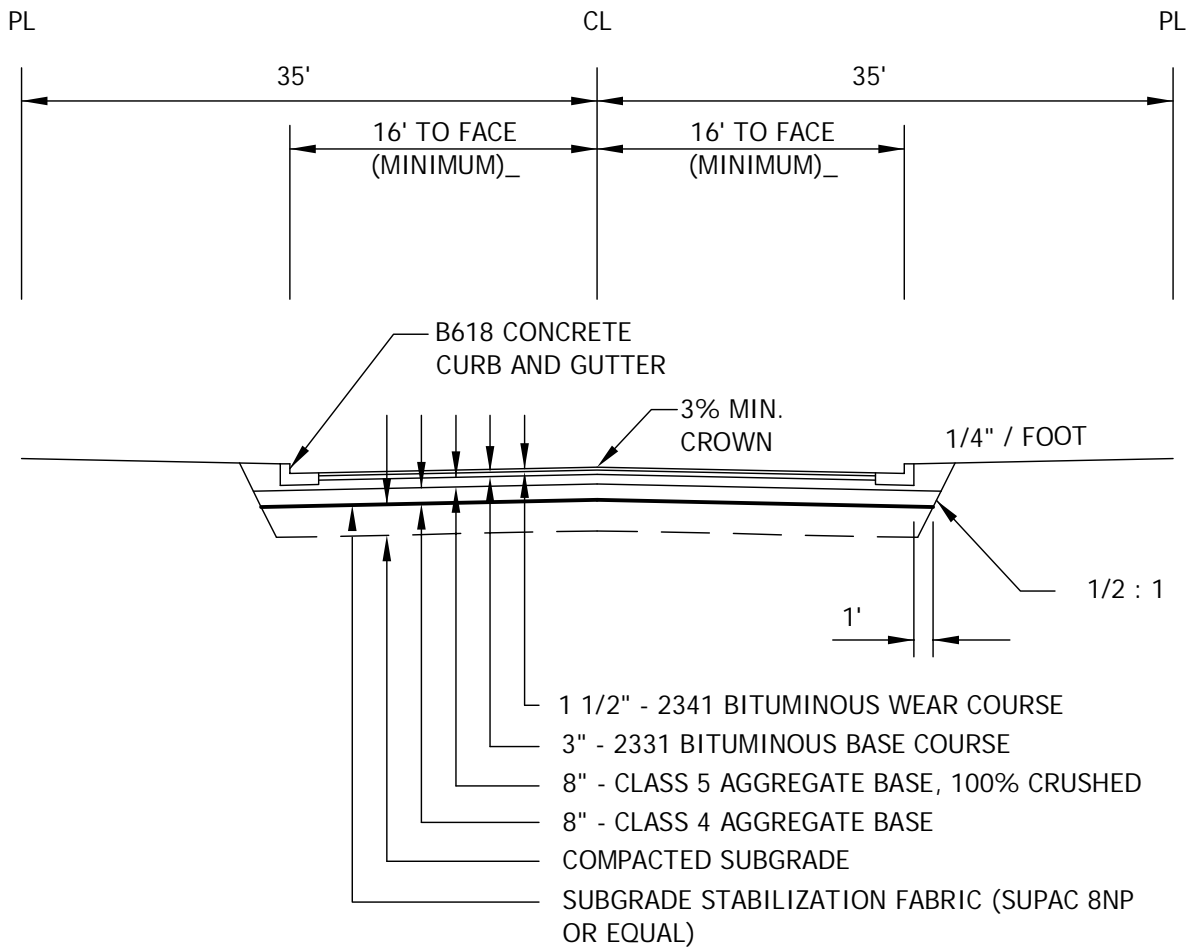 PL
CL
PL
35'
35'
16' TO FACE
(MINIMUM)_
16' TO FACE
(MINIMUM)_
B618 CONCRETE
CURB AND GUTTER
3% MIN.
CROWN
1/4" / FOOT
1/2 : 1
1'
1 1/2" - 2341 BITUMINOUS WEAR COURSE
3" - 2331 BITUMINOUS BASE COURSE
8" - CLASS 5 AGGREGATE BASE, 100% CRUSHED
8" - CLASS 4 AGGREGATE BASE
COMPACTED SUBGRADE
SUBGRADE STABILIZATION FABRIC (SUPAC 8NP
OR EQUAL)